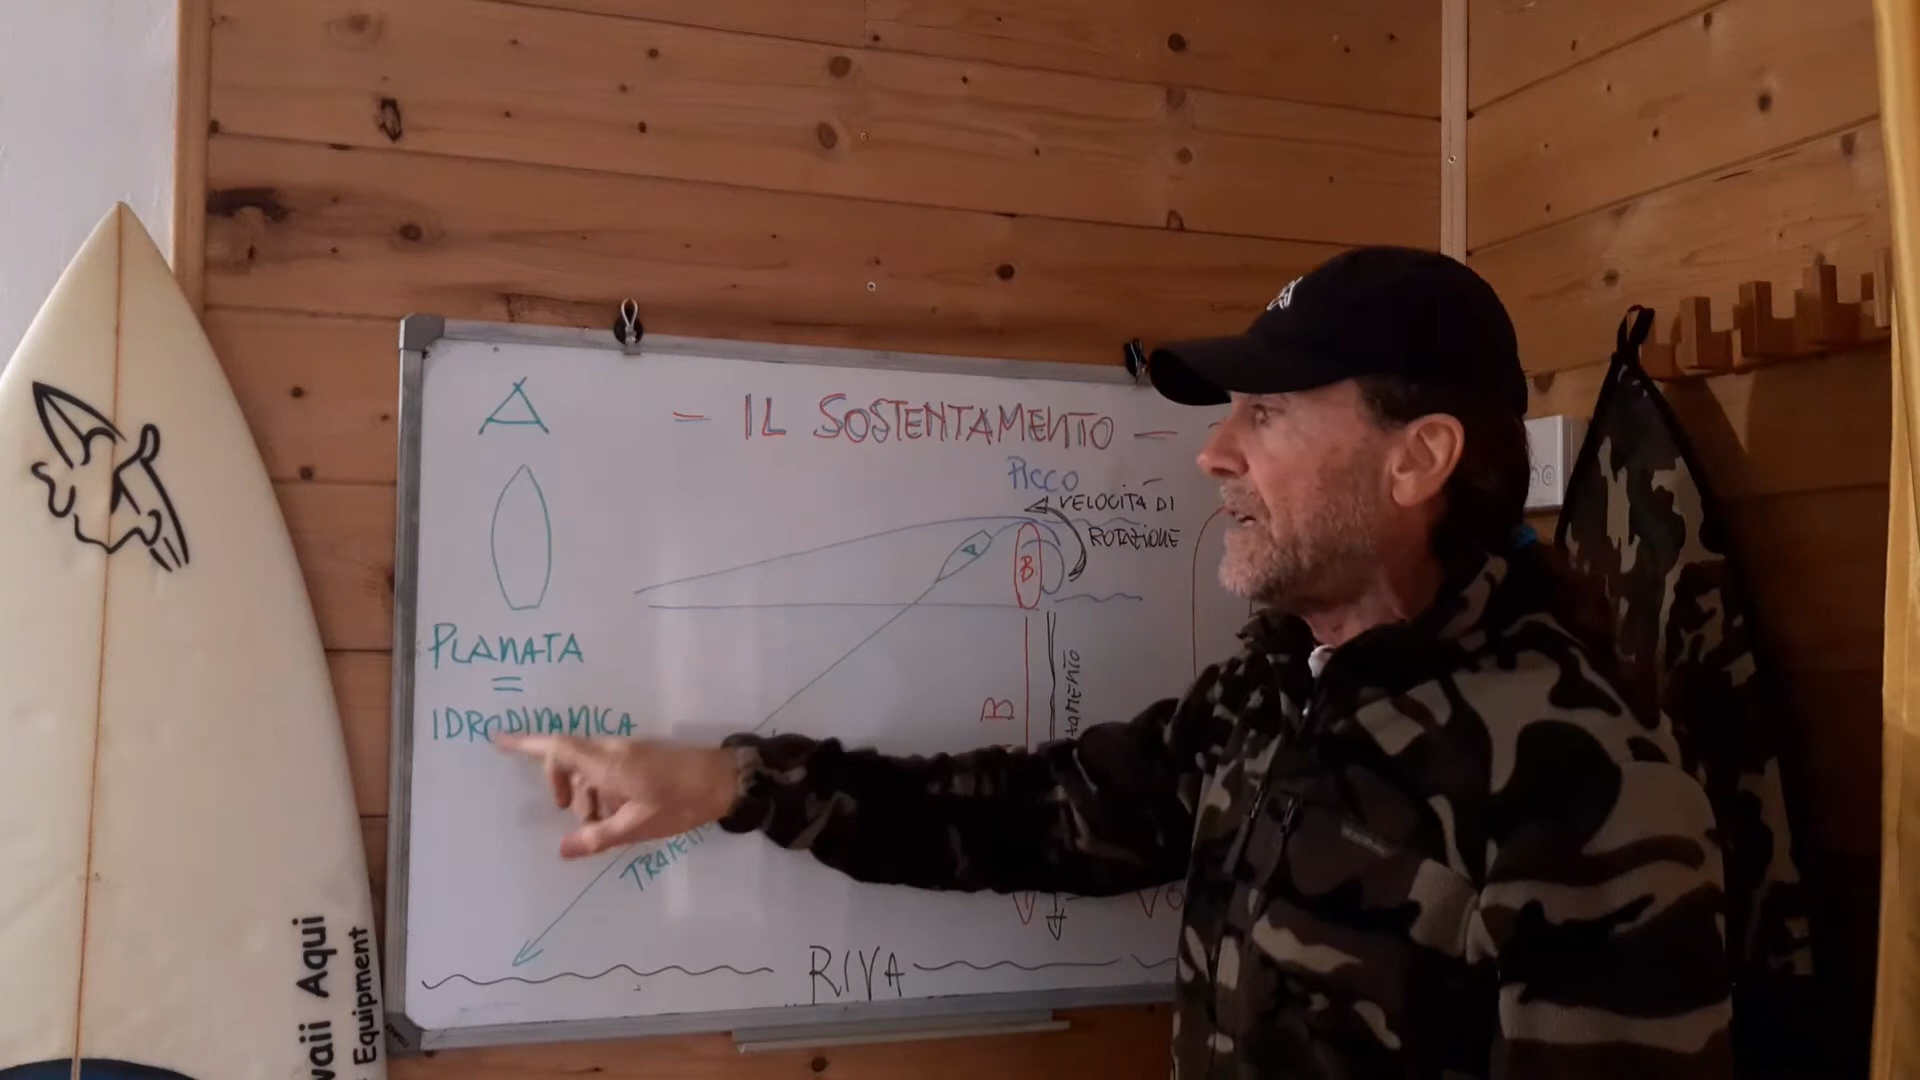 A
- IL SOSTENTAMENTO -
PICCO
VELOCITÀ DI
ROTAZIONE
B.
PLANATA
=
IDRODINAMICA
B
RIVA
Aqui
Equipment